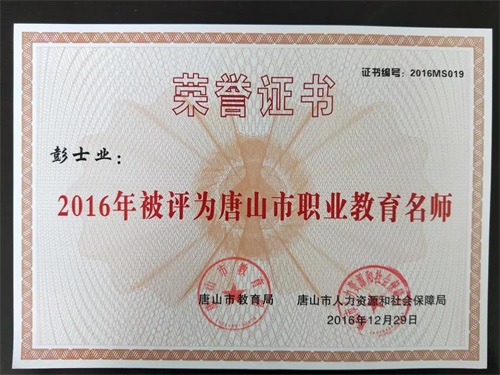 证书编号：2016MS019
荣誉证书
彭士业：
2016年被评为唐山市职业教育名师
唐山市教育局
唐山市人力资源和社会保障局
2016年12月29日